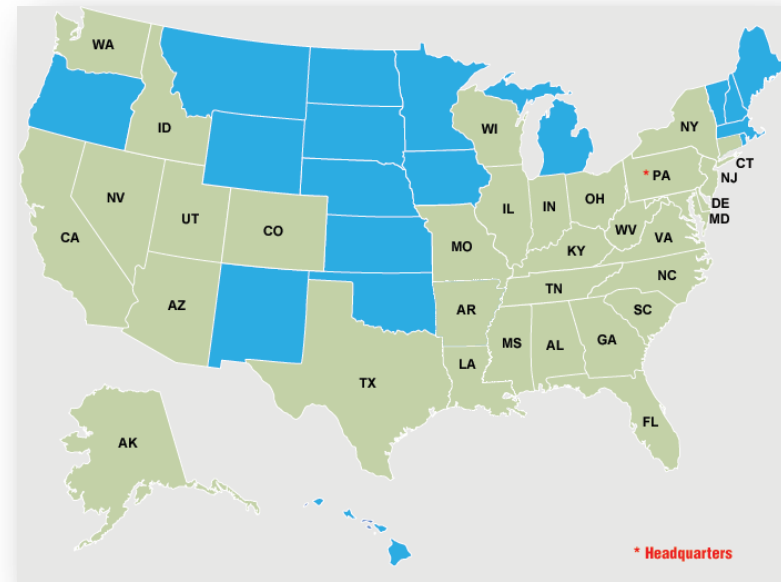 WA
ID
WI
NY
CT
NJ
* PA
NV
UT
CO
IL
IN
OH
DE
MD
WV
VA
CA
MO
KY
NC
TN
AZ
AR
SC
MS
AL
GA
LA
TX
FL
AK
* Headquarters